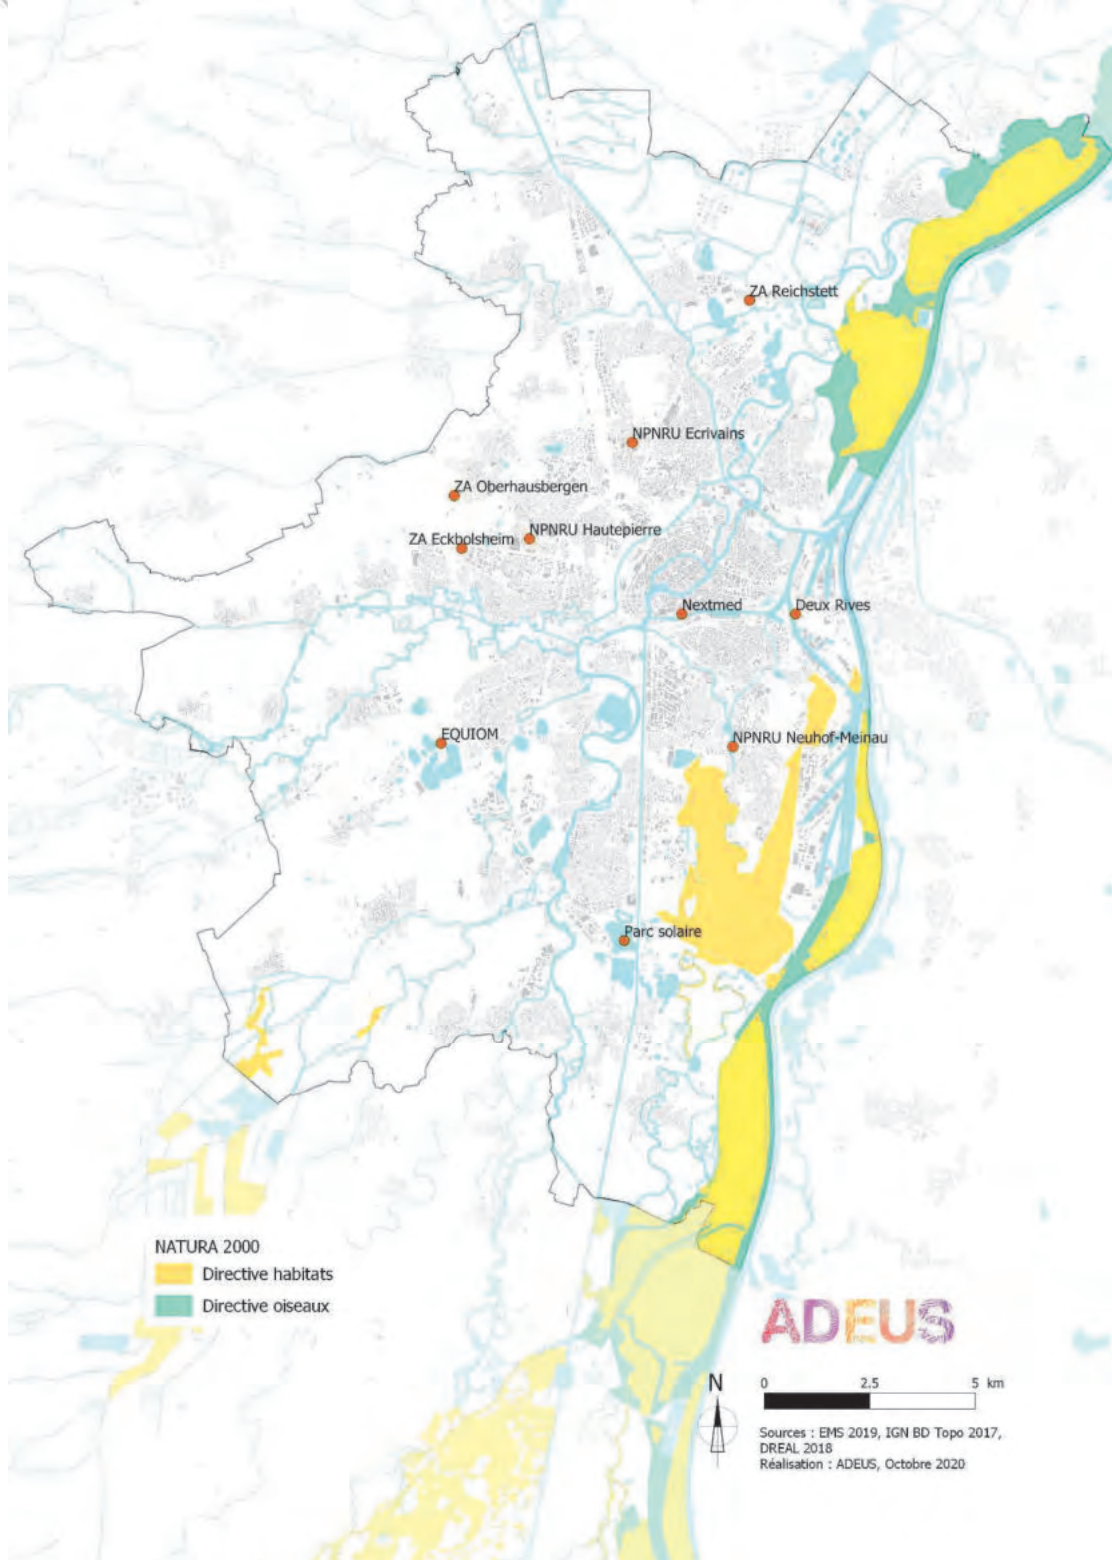 ZA Reichstett
NPNRU Ecrivains
ZA Oberhausbergen
NPNRU Hautepierre
ZA Eckbolsheim
Nextmed
Deux Rives
EQUIOM
NPNRU Neuhof-Meinau
Parc solaire
NATURA 2000
Directive habitats
Directive oiseaux
ADEUS
N
0 2.5 5 km
Sources : EMS 2019, IGN BD Topo 2017,
DREAL 2018
Réalisation : ADEUS, Octobre 2020